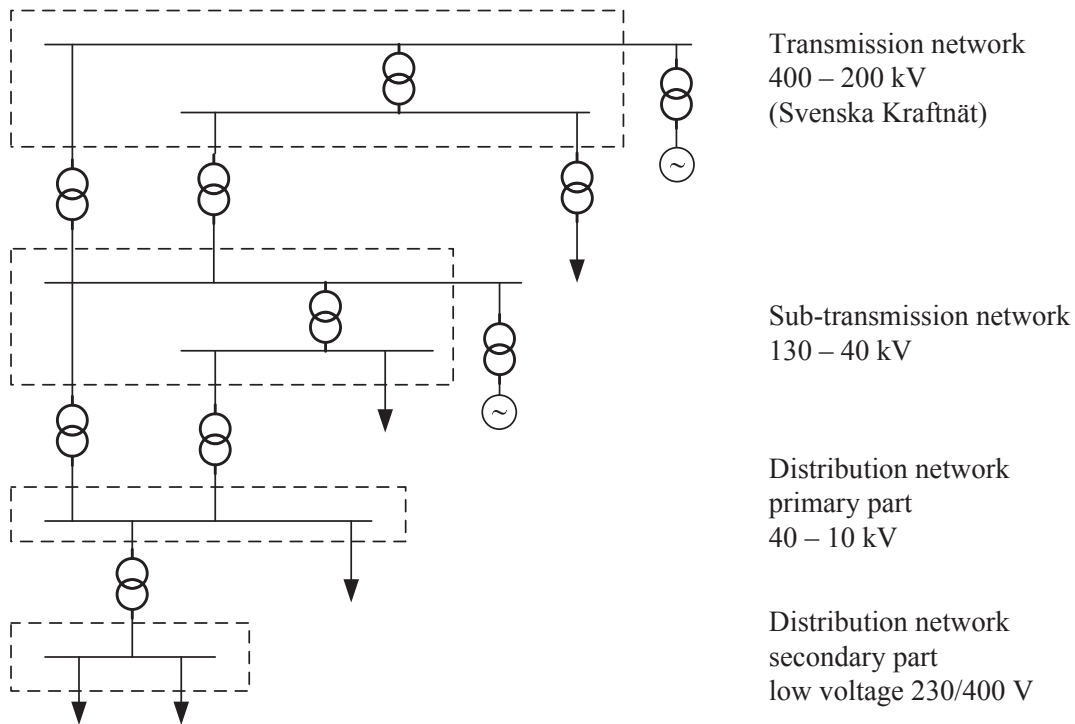 Transmission network
400 – 200 kV
(Svenska Kraftnät)
~
Sub-transmission network
130 – 40 kV
~
Distribution network
primary part
40 – 10 kV
Distribution network
secondary part
low voltage 230/400 V